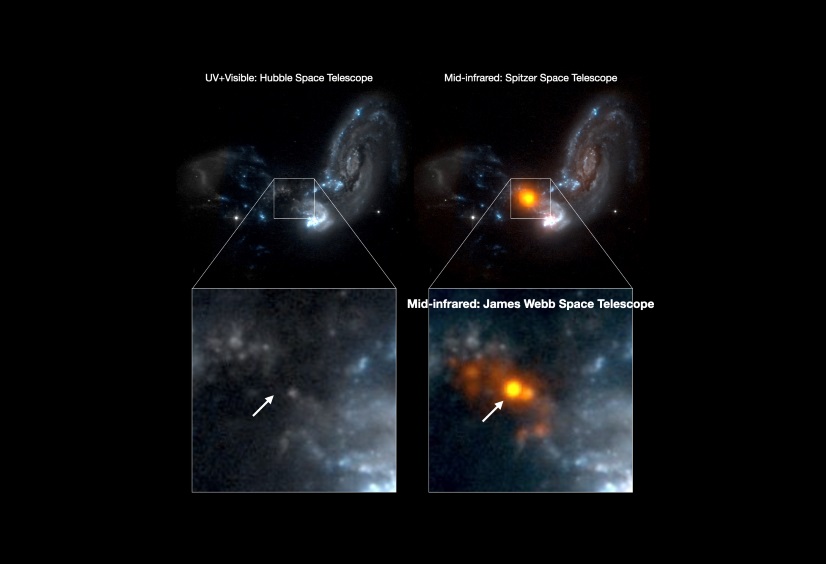 UV+Visible: Hubble Space Telescope
Mid-infrared: Spitzer Space Telescope
Mid-infrared: James Webb Space Telescope